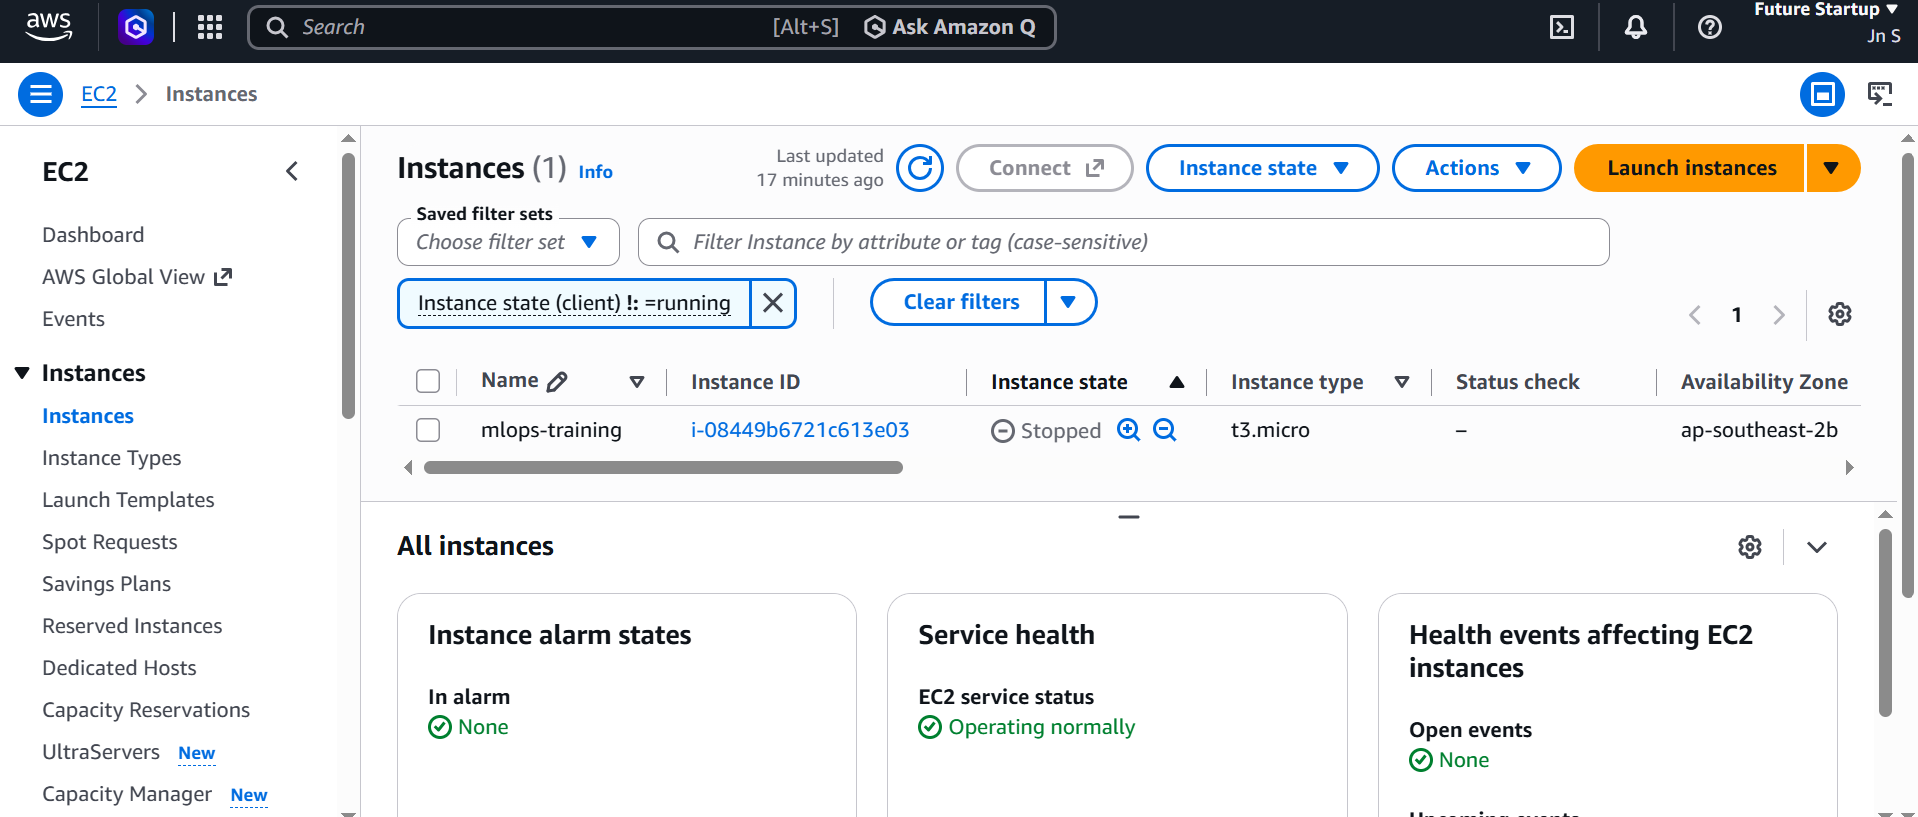 aws
Search [Alt+S] Ask Amazon Q
Future Startup
Jn S
EC2 Instances
EC2
Dashboard
AWS Global View
Events
Instances
Instances
Instance Types
Launch Templates
Spot Requests
Savings Plans
Reserved Instances
Dedicated Hosts
Capacity Reservations
UltraServers New
Capacity Manager New
Instances (1) Info
Last updated
17 minutes ago
Connect
Instance state
Actions
Launch instances
Saved filter sets
Choose filter set
Filter Instance by attribute or tag (case-sensitive)
Instance state (client) !: =running
Clear filters
1
Name Instance ID Instance state Instance type Status check Availability Zone
mlops-training i-08449b6721c613e03 Stopped t3.micro – ap-southeast-2b
All instances
Instance alarm states
In alarm
None
Service health
EC2 service status
Operating normally
Health events affecting EC2
instances
Open events
None